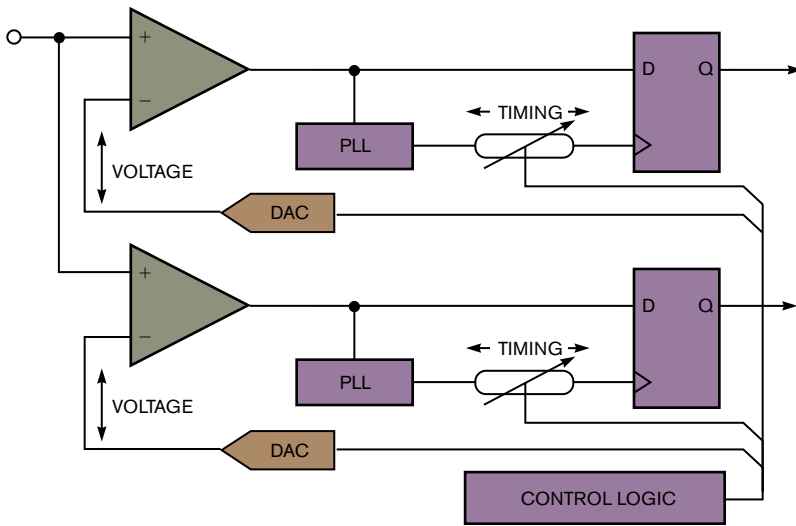 +
−
D Q
TIMING
PLL
VOLTAGE
DAC
+
−
D Q
TIMING
PLL
VOLTAGE
DAC
CONTROL LOGIC